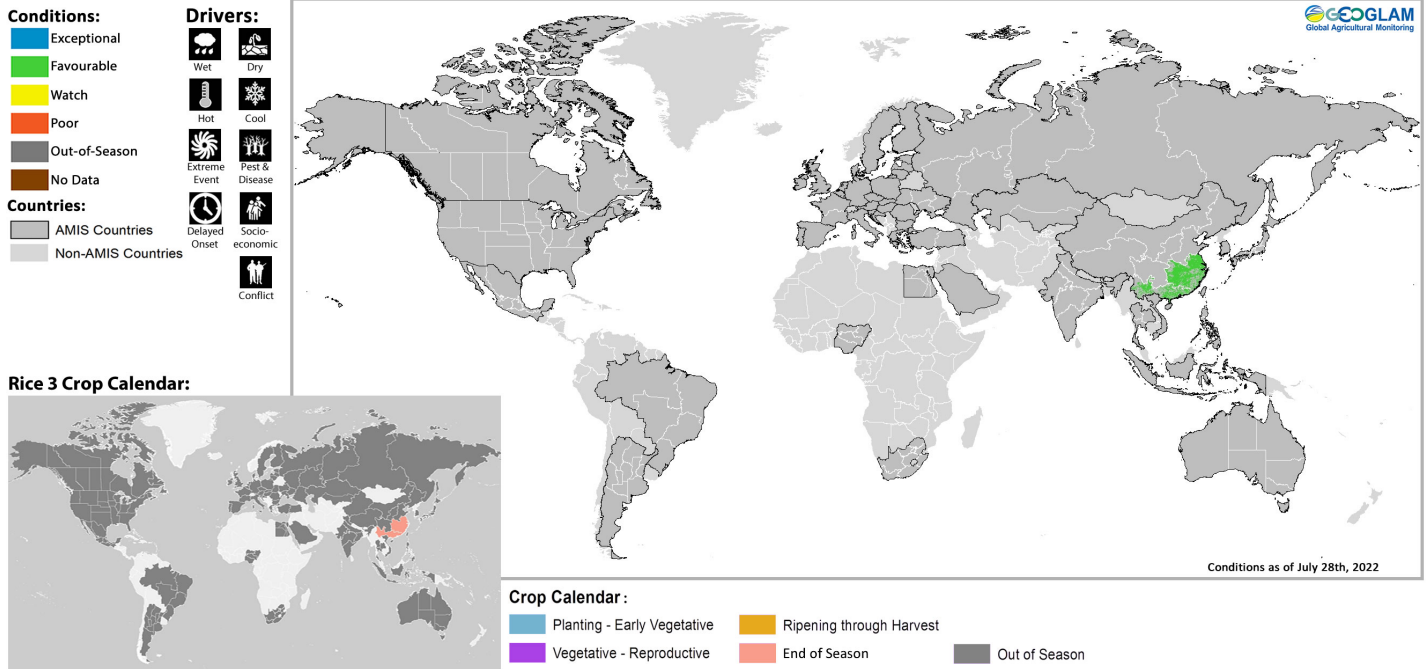 Conditions:
Exceptional
Favourable
Watch
Poor
Out-of-Season
No Data
Countries:
AMIS Countries
Non-AMIS Countries
Drivers:
Wet
Dry
Hot
Cool
Extreme
Event
Pest &
Disease
Delayed
Onset
Socio-
economic
Conflict
GEOGLAM
Global Agricultural Monitoring
Rice 3 Crop Calendar:
Conditions as of July 28th, 2022
Crop Calendar :
Planting - Early Vegetative
Ripening through Harvest
Vegetative - Reproductive
End of Season
Out of Season